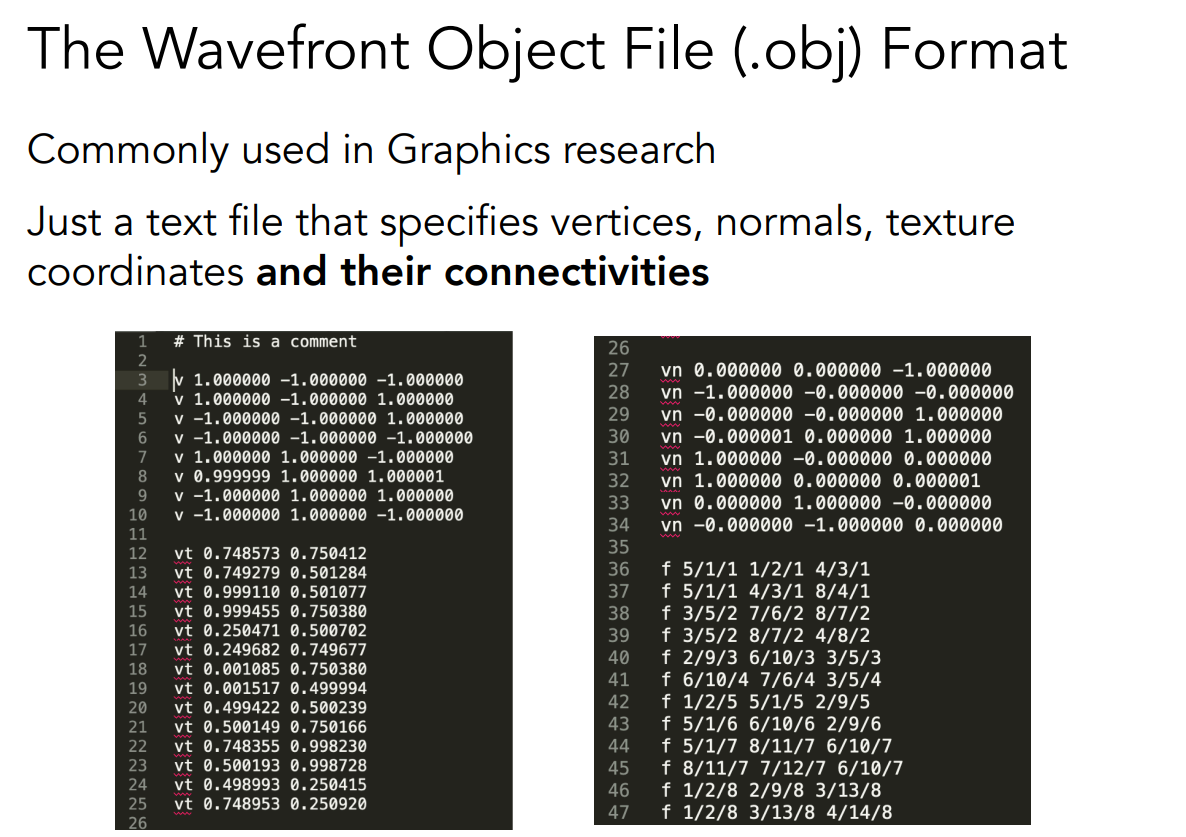 The Wavefront Object File (.obj) Format
Commonly used in Graphics research
Just a text file that specifies vertices, normals, texture
coordinates and their connectivities
1 # This is a comment
2
3 v 1.000000 -1.000000 -1.000000
4 v 1.000000 -1.000000 1.000000
5 v -1.000000 -1.000000 1.000000
6 v -1.000000 -1.000000 -1.000000
7 v 1.000000 1.000000 -1.000000
8 v 0.999999 1.000000 1.000001
9 v -1.000000 1.000000 1.000000
10 v -1.000000 1.000000 -1.000000
11
12 vt 0.748573 0.750412
13 vt 0.749279 0.501284
14 vt 0.999110 0.501077
15 vt 0.999455 0.750380
16 vt 0.250471 0.500702
17 vt 0.249682 0.749677
18 vt 0.001085 0.750380
19 vt 0.001517 0.499994
20 vt 0.499422 0.500239
21 vt 0.500149 0.750166
22 vt 0.748355 0.998230
23 vt 0.500193 0.998728
24 vt 0.498993 0.250415
25 vt 0.748953 0.250920
26
26
27 vn 0.000000 0.000000 -1.000000
28 vn -1.000000 -0.000000 -0.000000
29 vn -0.000000 -0.000000 1.000000
30 vn -0.000001 0.000000 1.000000
31 vn 1.000000 -0.000000 0.000000
32 vn 1.000000 0.000000 0.000001
33 vn 0.000000 1.000000 -0.000000
34 vn -0.000000 -1.000000 0.000000
35
36 f 5/1/1 1/2/1 4/3/1
37 f 5/1/1 4/3/1 8/4/1
38 f 3/5/2 7/6/2 8/7/2
39 f 3/5/2 8/7/2 4/8/2
40 f 2/9/3 6/10/3 3/5/3
41 f 6/10/4 7/6/4 3/5/4
42 f 1/2/5 5/1/5 2/9/5
43 f 5/1/6 6/10/6 2/9/6
44 f 5/1/7 8/11/7 6/10/7
45 f 8/11/7 7/12/7 6/10/7
46 f 1/2/8 2/9/8 3/13/8
47 f 1/2/8 3/13/8 4/14/8